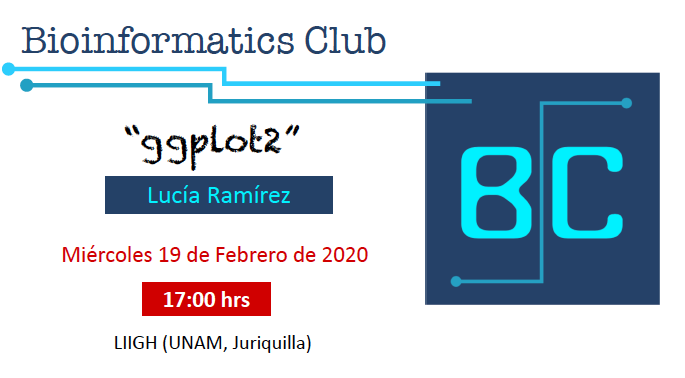 Bioinformatics Club
"ggplot2"
Lucía Ramírez
Miércoles 19 de Febrero de 2020
17:00 hrs
LIIGH (UNAM, Juriquilla)
BC